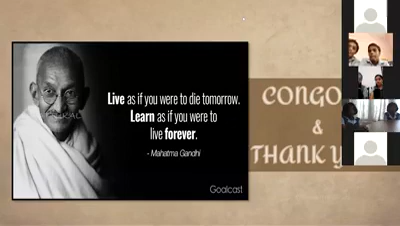 Live as if you were to die tomorrow.
Learn as if you were to
live forever.
- Mahatma Gandhi
Goalcast
CONGO
&
THANK Y